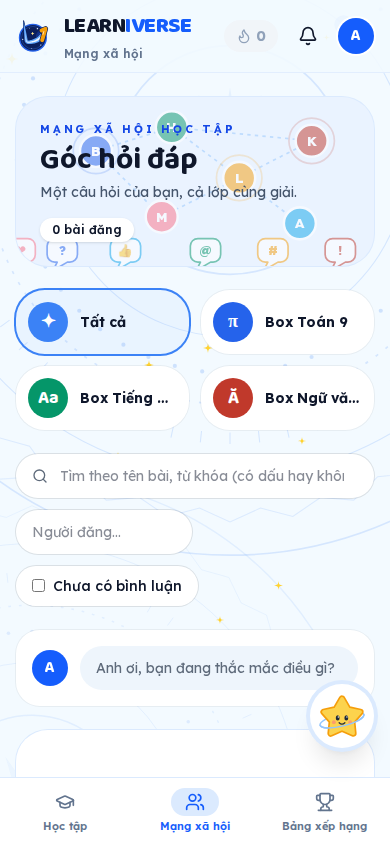 LEARNIVERSE
Mạng xã hội
0
A
MẠNG XÃ HỘI HỌC TẬP
Góc hỏi đáp
Một câu hỏi của bạn, cả lớp cùng giải.
0 bài đăng
B
K
L
M
A
?
@
#
!
✦ Tất cả
π Box Toán 9
Aa Box Tiếng ...
Ă Box Ngữ vă...
Tìm theo tên bài, từ khóa (có dấu hay khôn
Người đăng...
Chưa có bình luận
A
Anh ơi, bạn đang thắc mắc điều gì?
Học tập
Mạng xã hội
Bảng xếp hạng